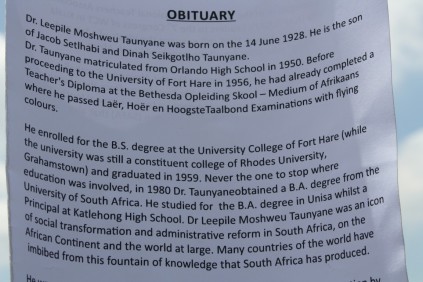 OBITUARY
Dr. Leepile Moshweu Taunyane was born on the 14 June 1928. He is the son
of Jacob Setlhabi and Dinah Seikgotlho Taunyane.
Dr. Taunyane matriculated from Orlando High School in 1950. Before
proceeding to the University of Fort Hare in 1956, he had already completed a
Teacher's Diploma at the Bethesda Opleiding Skool – Medium of Afrikaans
where he passed Laër, Hoër en HoogsteTaalbond Examinations with flying
colours.
He enrolled for the B.S. degree at the University College of Fort Hare (while
the university was still a constituent college of Rhodes University,
Grahamstown) and graduated in 1959. Never the one to stop where
education was involved, in 1980 Dr. Taunyaneobtained a B.A. degree from the
University of South Africa. He studied for the B.A. degree in Unisa whilst a
Principal at Katlehong High School. Dr Leepile Moshweu Taunyane was an icon
of social transformation and administrative reform in South Africa, on the
African Continent and the world at large. Many countries of the world have
imbibed from this fountain of knowledge that South Africa has produced.